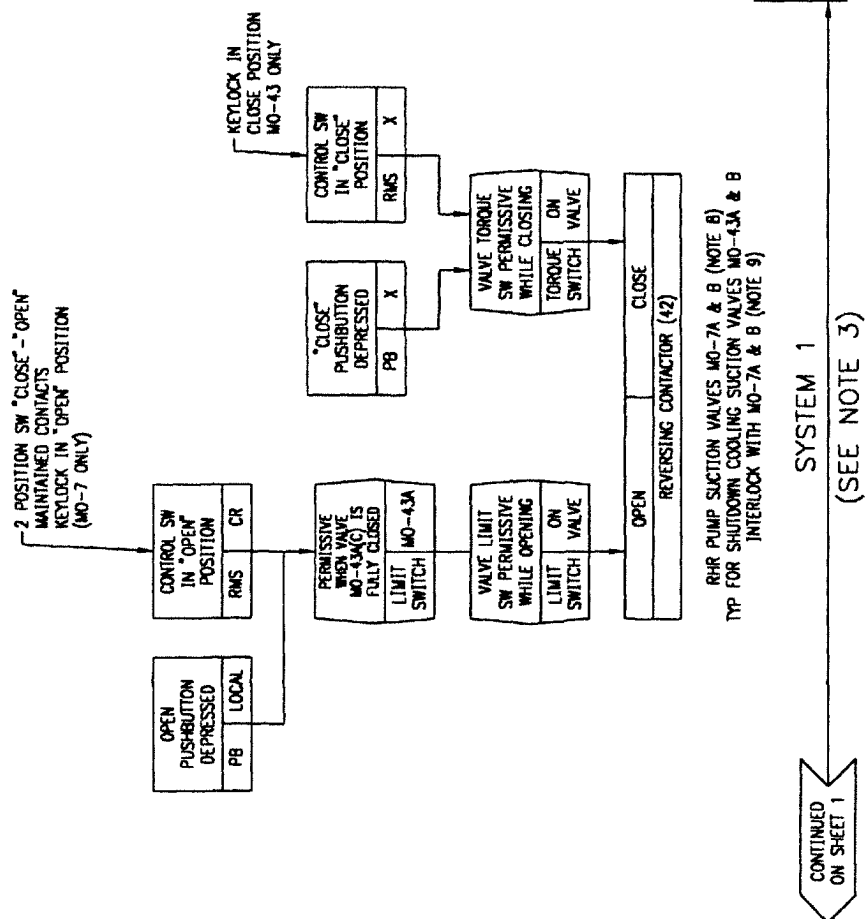 2 POSITION SW "CLOSE"-"OPEN"
MAINTAINED CONTACTS
KEYLOCK IN "OPEN" POSITION
(MO-7 ONLY)
KEYLOCK IN
CLOSE POSITION
MO-43 ONLY
OPEN
PUSHBUTTON
DEPRESSED
PB LOCAL
CONTROL SW
IN "OPEN"
POSITION
RMS CR
"CLOSE"
PUSHBUTTON
DEPRESSED
PB X
CONTROL SW
IN "CLOSE"
POSITION
RMS X
PERMISSIVE
WHEN VALVE
MO-43A(C) IS
FULLY CLOSED
LIMIT
SWITCH
MO-43A
VALVE LIMIT
SW PERMISSIVE
WHILE OPENING
LIMIT
SWITCH
ON
VALVE
VALVE TORQUE
SW PERMISSIVE
WHILE CLOSING
TORQUE
SWITCH
ON
VALVE
OPEN
CLOSE
REVERSING CONTACTOR (42)
RHR PUMP SUCTION VALVES MO-7A & B (NOTE 8)
TYP FOR SHUTDOWN COOLING SUCTION VALVES MO-43A & B
INTERLOCK WITH MO-7A & B (NOTE 9)
SYSTEM 1
(SEE NOTE 3)
CONTINUED
ON SHEET 1